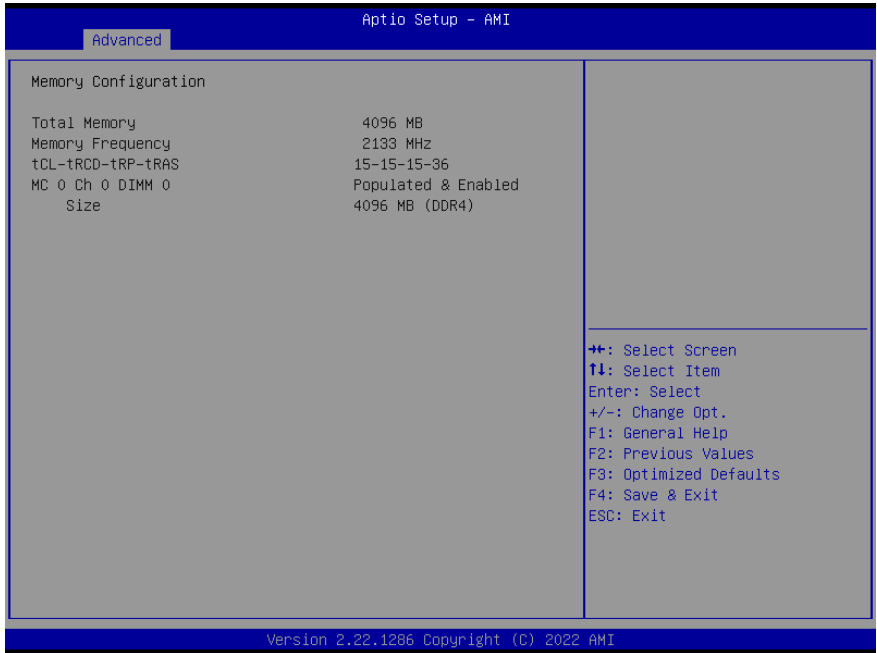 Aptio Setup – AMI
Advanced
Memory Configuration
Total Memory 4096 MB
Memory Frequency 2133 MHz
tCL-tRCD-tRP-tRAS 15-15-15-36
MC 0 Ch 0 DIMM 0 Populated & Enabled
Size 4096 MB (DDR4)
→←: Select Screen
↑↓: Select Item
Enter: Select
+/-: Change Opt.
F1: General Help
F2: Previous Values
F3: Optimized Defaults
F4: Save & Exit
ESC: Exit
Version 2.22.1286 Copyright (C) 2022 AMI